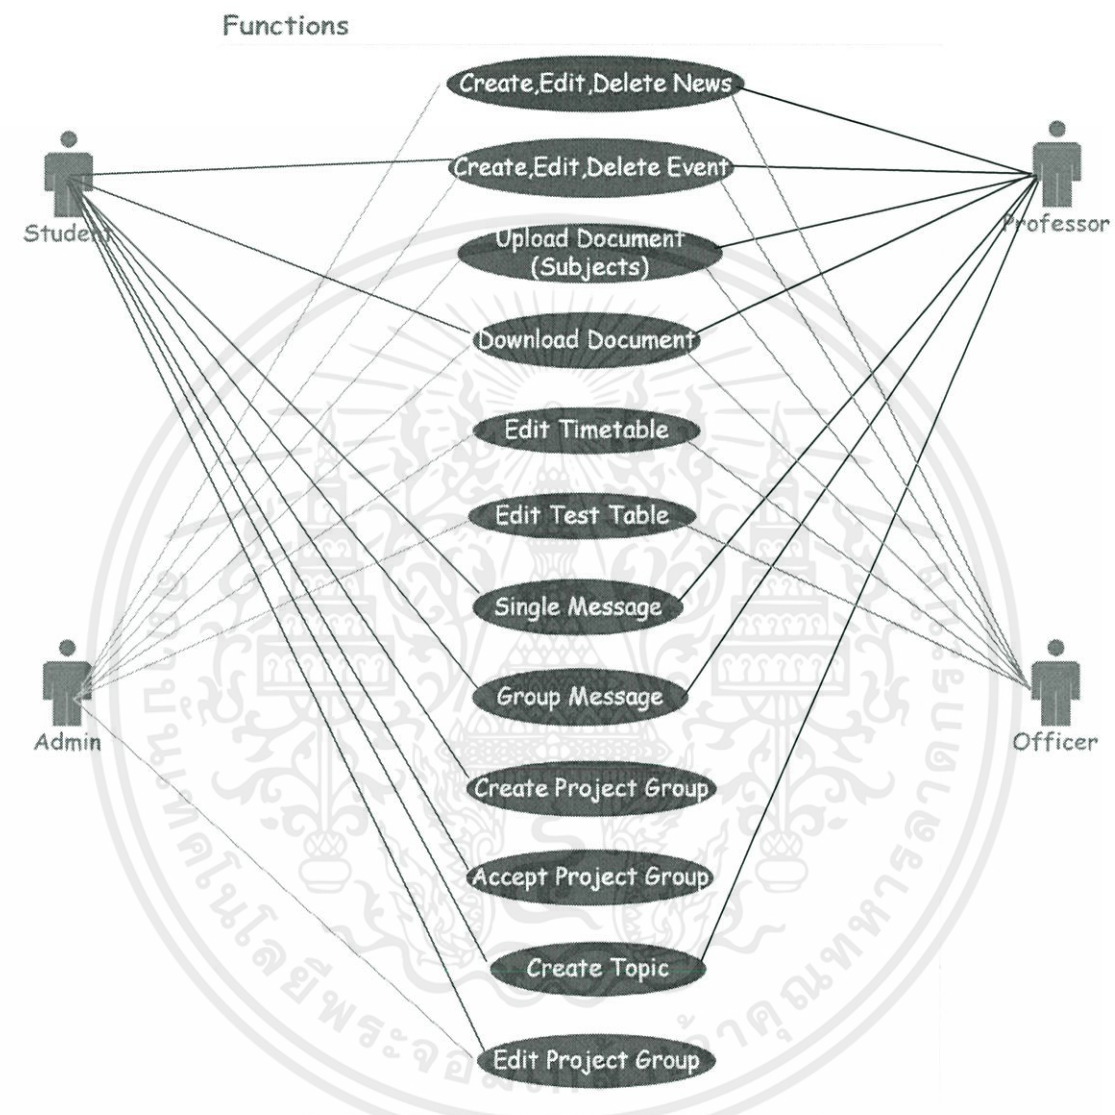 Functions
Create,Edit,Delete News
Create,Edit,Delete Event
Student
Professor
Upload Document
(Subjects)
Download Document
Edit Timetable
Edit Test Table
Single Message
Group Message
Admin
Officer
Create Project Group
Accept Project Group
Create Topic
Edit Project Group